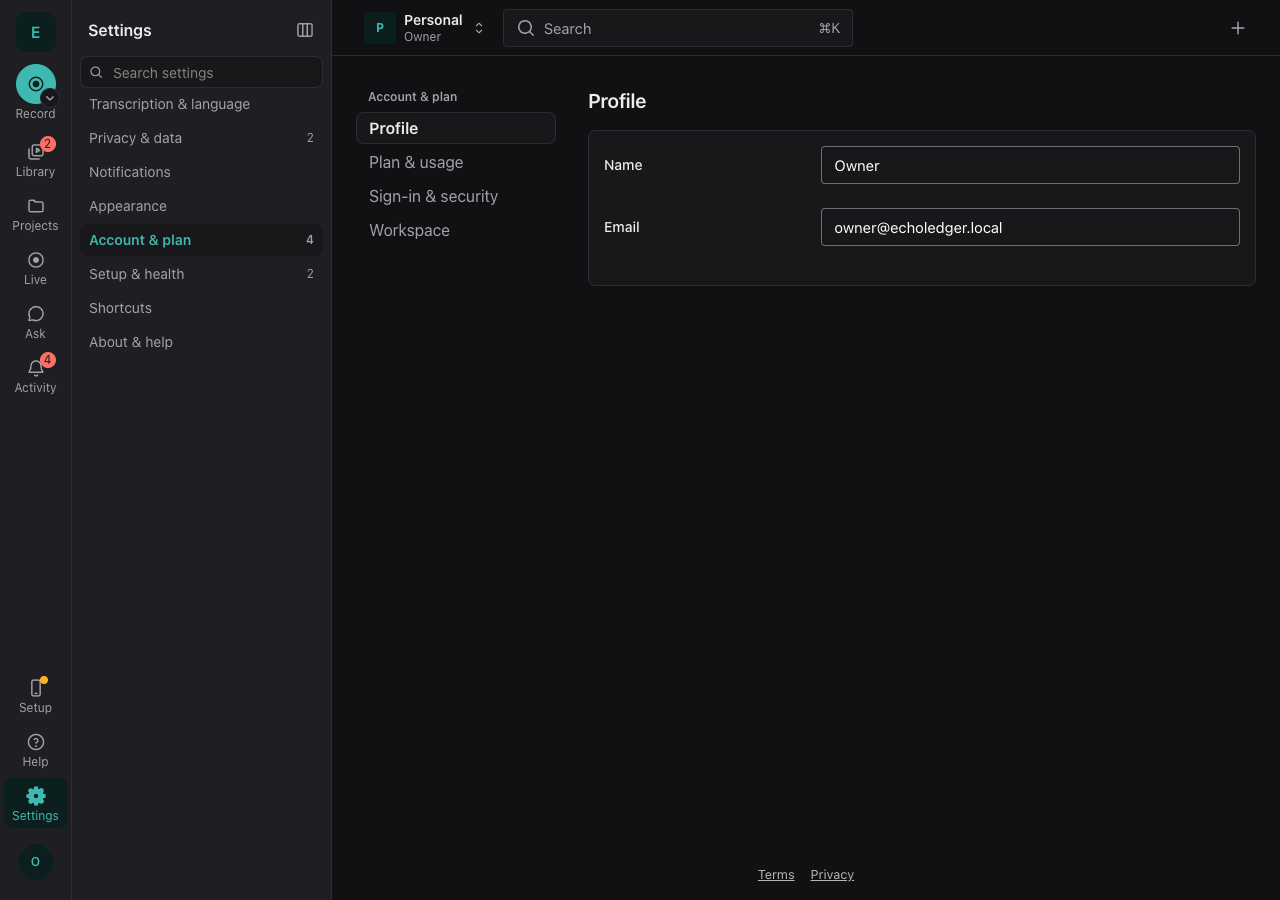 E
Record
2
Library
Projects
Live
Ask
4
Activity
Setup
Help
Settings
O
Settings
Search settings
Transcription & language
Privacy & data 2
Notifications
Appearance
Account & plan 4
Setup & health 2
Shortcuts
About & help
P
Personal
Owner
Search ⌘K
Account & plan
Profile
Plan & usage
Sign-in & security
Workspace
Profile
Name Owner
Email owner@echoledger.local
Terms Privacy